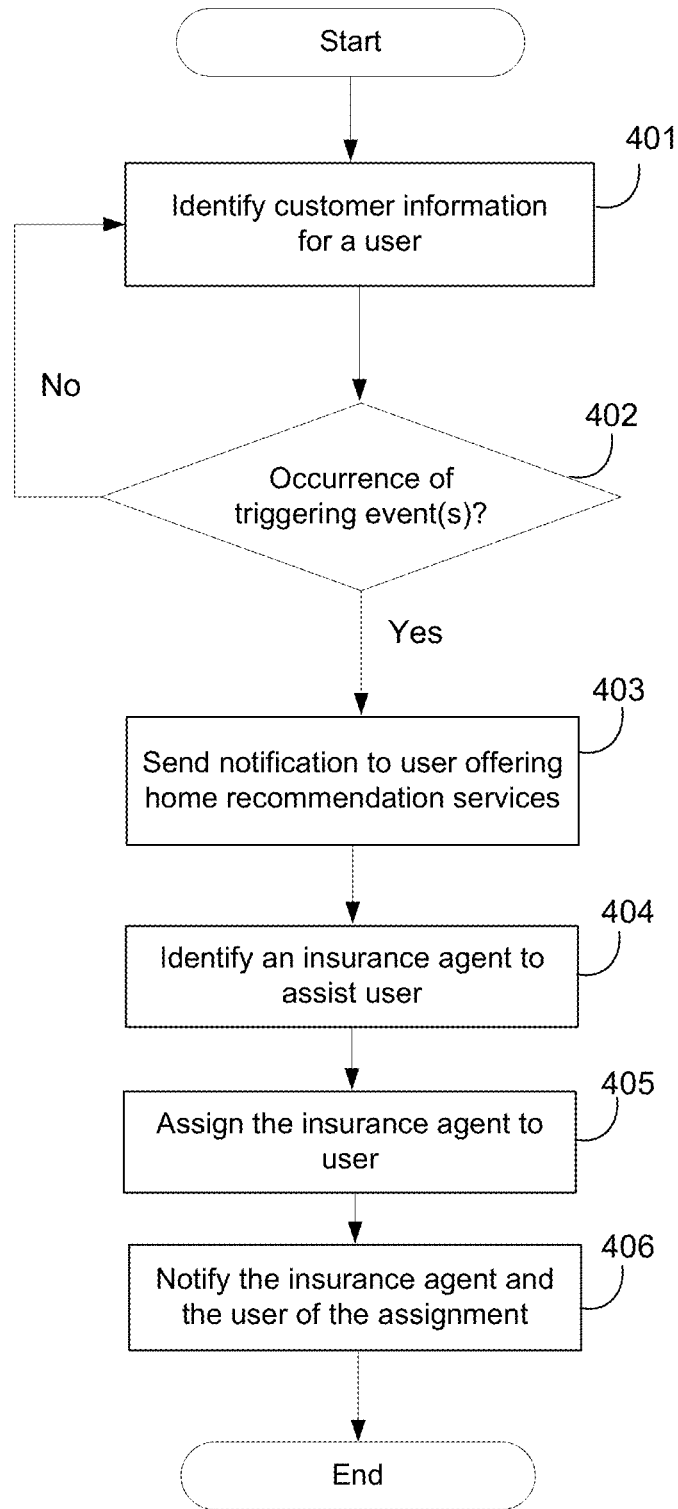 Start
401
Identify customer information
for a user
No
402
Occurrence of
triggering event(s)?
Yes
403
Send notification to user offering
home recommendation services
404
Identify an insurance agent to
assist user
405
Assign the insurance agent to
user
406
Notify the insurance agent and
the user of the assignment
End